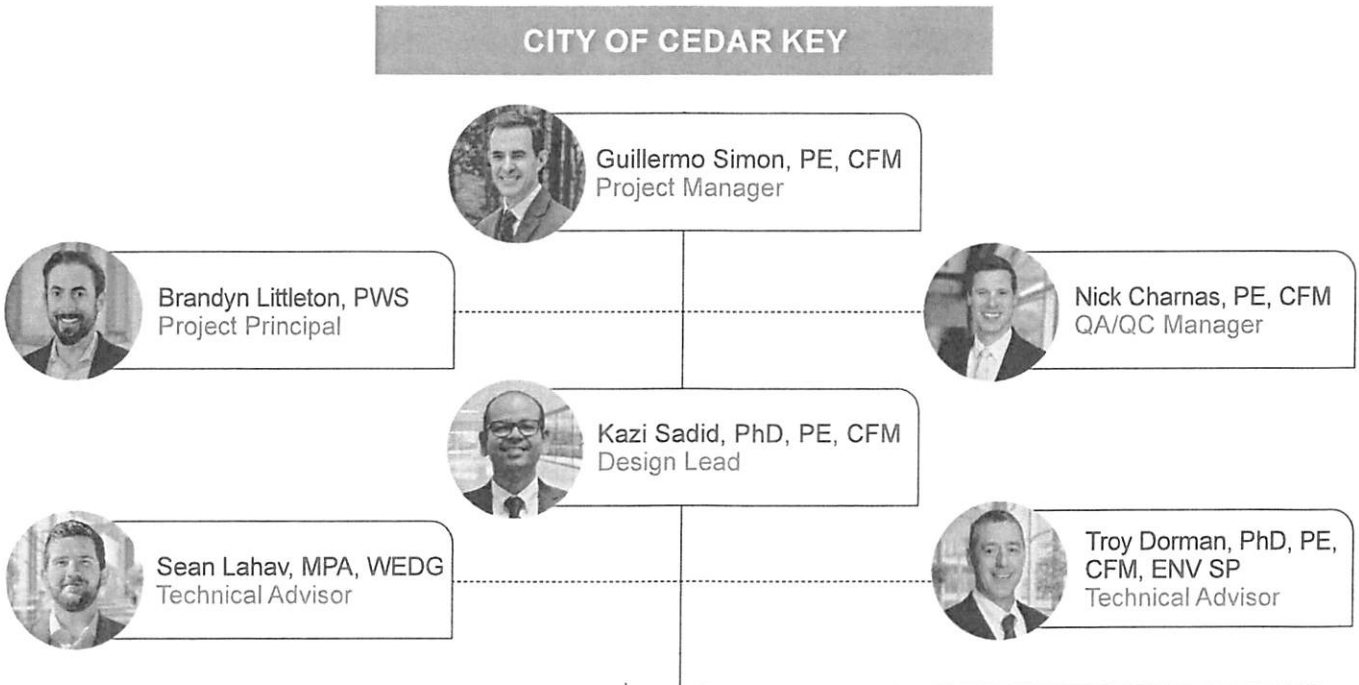 CITY OF CEDAR KEY
Guillermo Simon, PE, CFM
Project Manager
Brandyn Littleton, PWS
Project Principal
Nick Charnas, PE, CFM
QA/QC Manager
Kazi Sadid, PhD, PE, CFM
Design Lead
Sean Lahav, MPA, WEDG
Technical Advisor
Troy Dorman, PhD, PE,
CFM, ENV SP
Technical Advisor